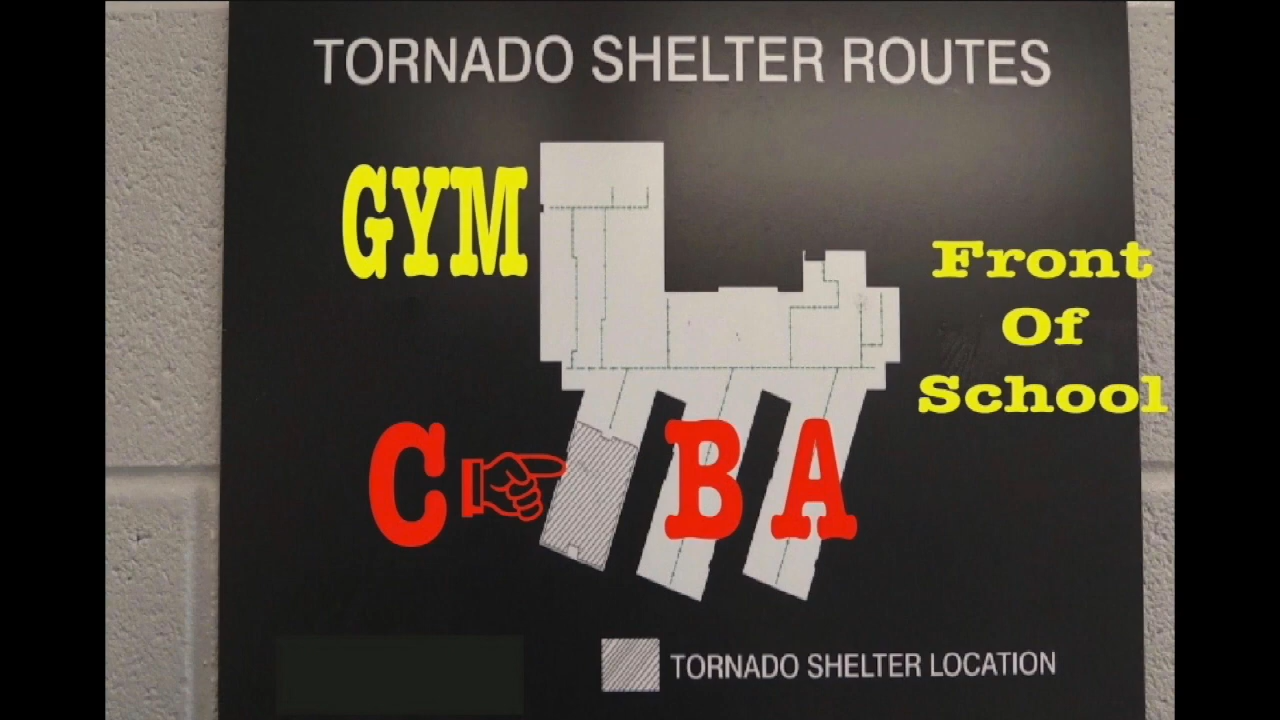 TORNADO SHELTER ROUTES
GYM
Front
Of
School
C B A
TORNADO SHELTER LOCATION